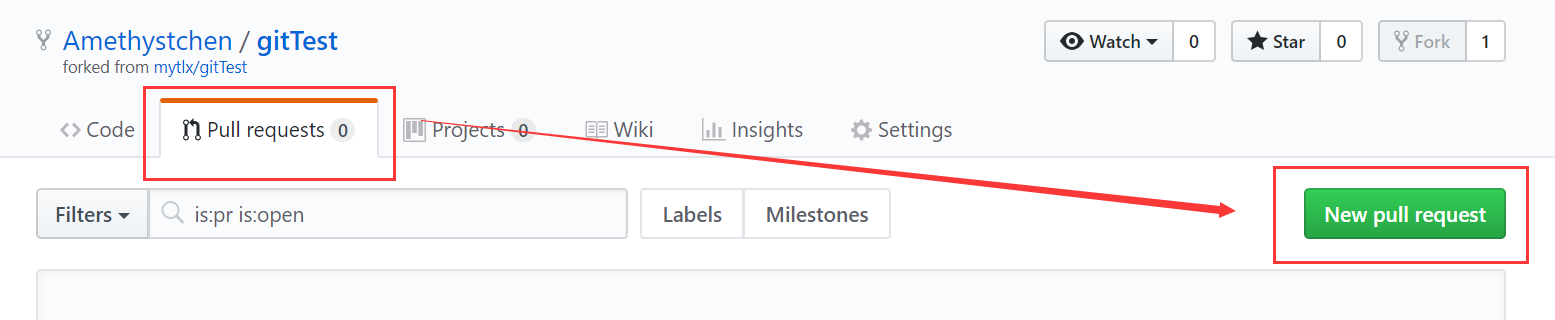 Amethystchen / gitTest
forked from mytlx/gitTest
Watch 0
Star 0
Fork 1
Code
Pull requests 0
Projects 0
Wiki
Insights
Settings
Filters
is:pr is:open
Labels
Milestones
New pull request